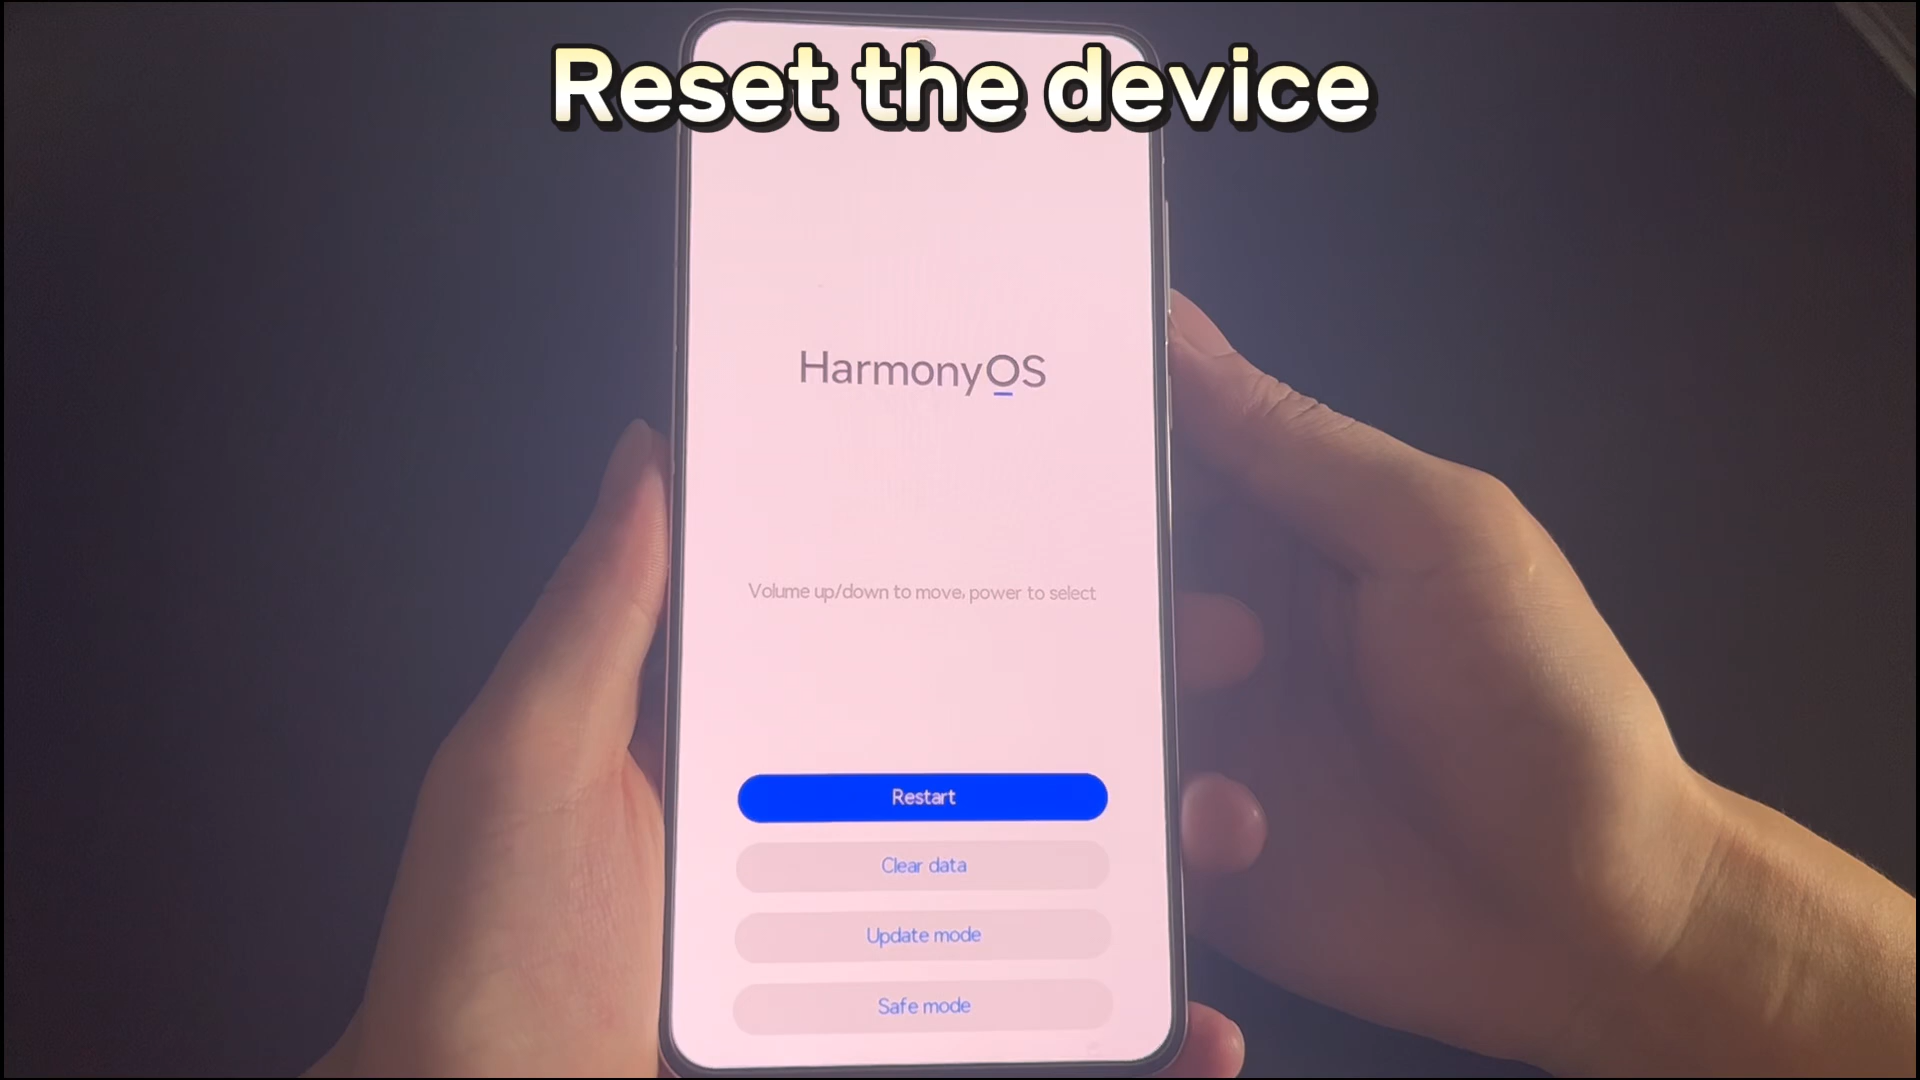 Reset the device
HarmonyOS
Volume up/down to move, power to select
Restart
Clear data
Update mode
Safe mode